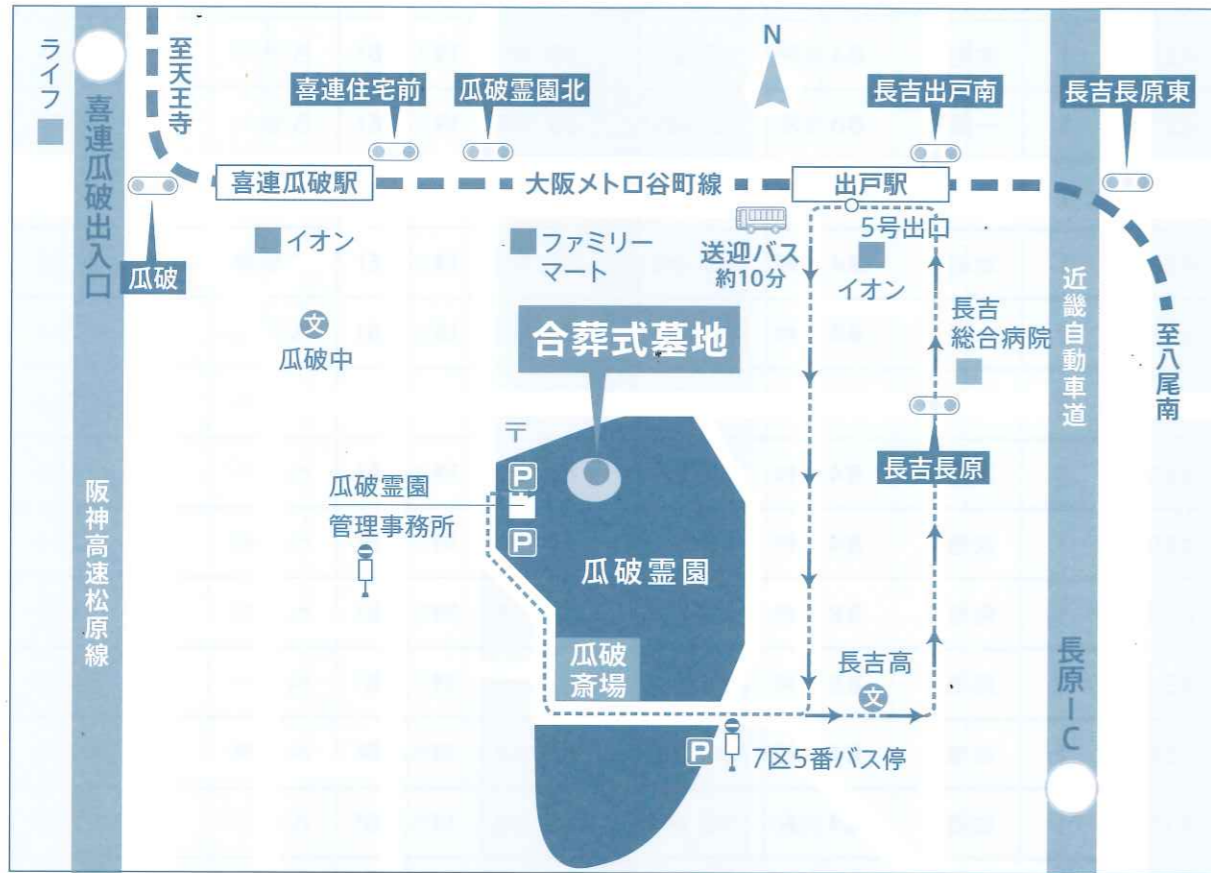 N
ライフ
喜連瓜破出入口
至天王寺
喜連住宅前
瓜破霊園北
長吉出戸南
長吉長原東
喜連瓜破駅
大阪メトロ谷町線
出戸駅
5号出口
瓜破
イオン
ファミリー
マート
送迎バス
約10分
イオン
長吉
総合病院
近畿自動車道
至八尾南
文
瓜破中
合葬式墓地
長吉長原
阪神高速松原線
〒
P
瓜破霊園
管理事務所
P
瓜破霊園
瓜破
斎場
長吉高
文
長原IC
P
7区5番バス停